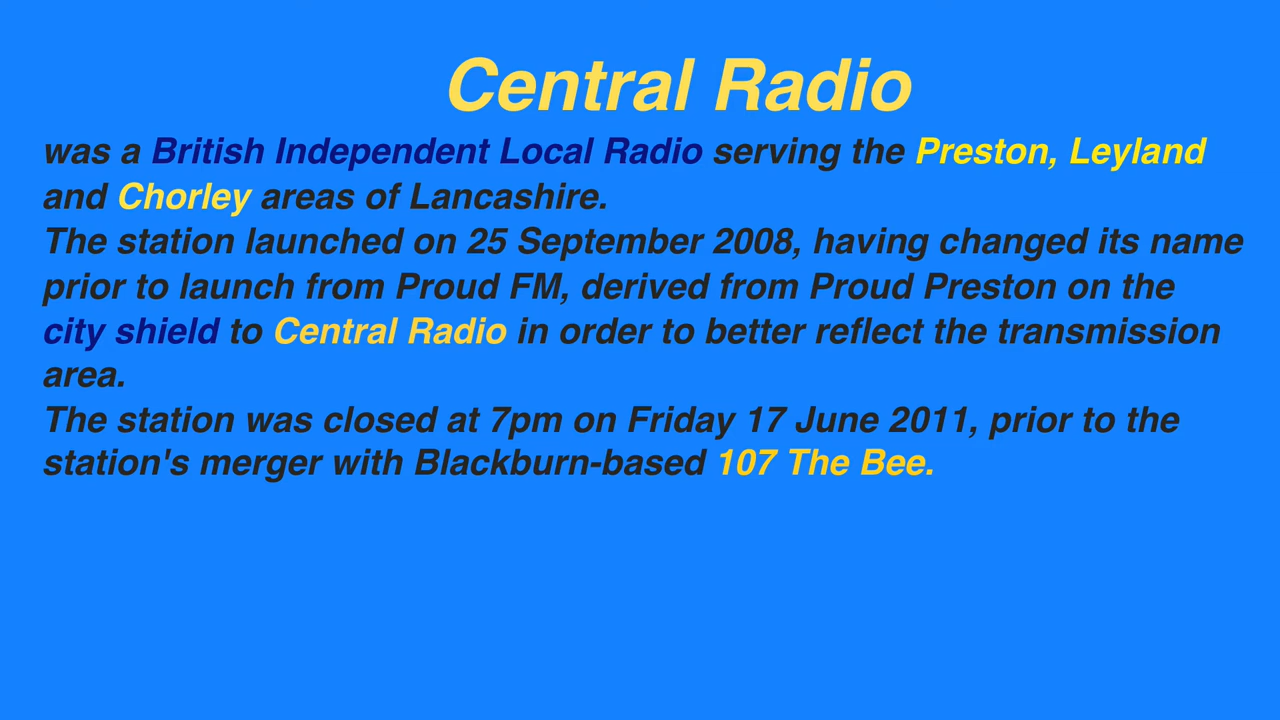 Central Radio
was a British Independent Local Radio serving the Preston, Leyland
and Chorley areas of Lancashire.
The station launched on 25 September 2008, having changed its name
prior to launch from Proud FM, derived from Proud Preston on the
city shield to Central Radio in order to better reflect the transmission
area.
The station was closed at 7pm on Friday 17 June 2011, prior to the
station's merger with Blackburn-based 107 The Bee.